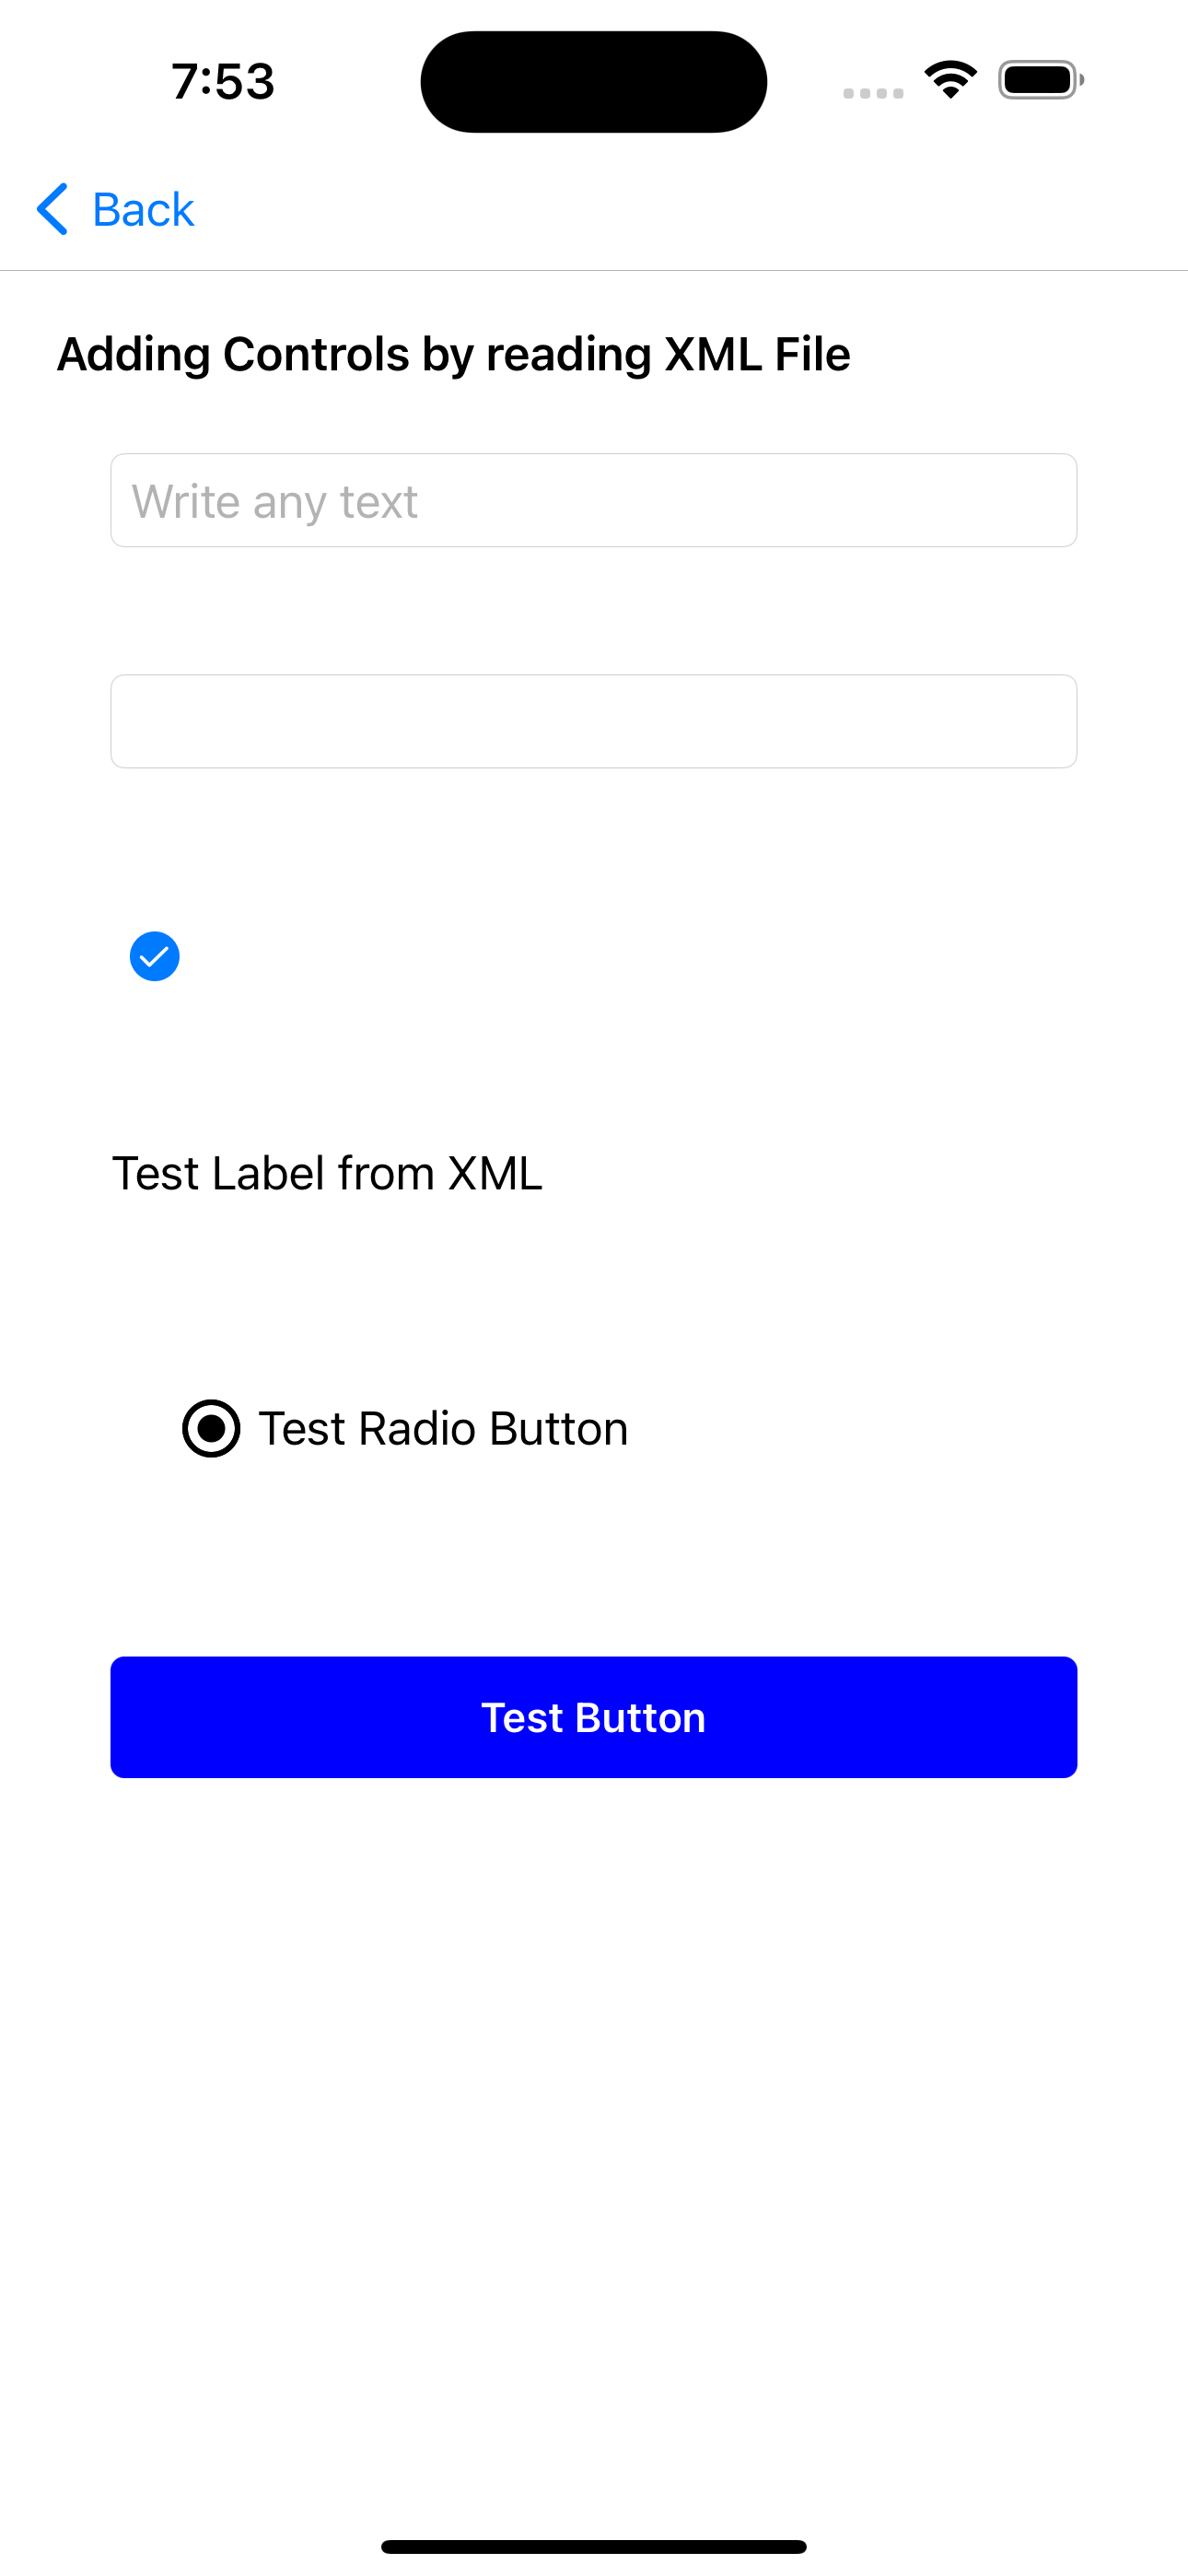 7:53
Back
Adding Controls by reading XML File
Write any text
Test Label from XML
Test Radio Button
Test Button